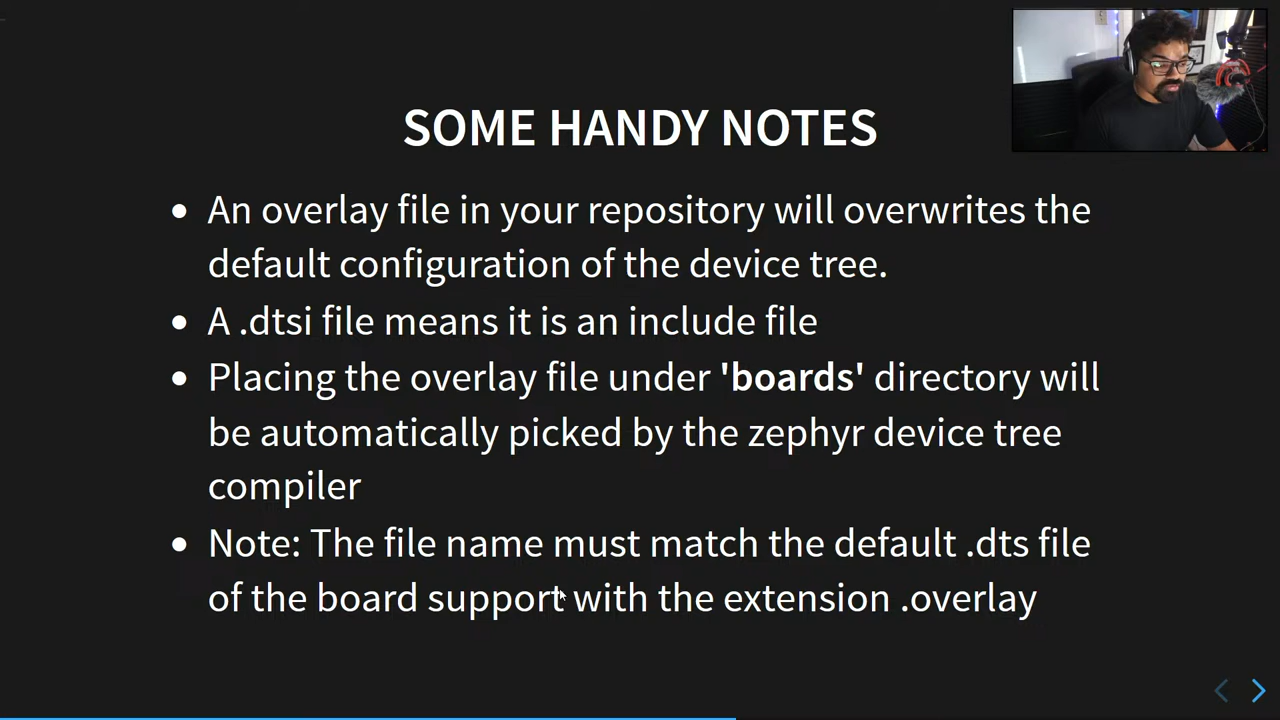 SOME HANDY NOTES
An overlay file in your repository will overwrites the
default configuration of the device tree.
A .dtsi file means it is an include file
Placing the overlay file under 'boards' directory will
be automatically picked by the zephyr device tree
compiler
Note: The file name must match the default .dts file
of the board support with the extension .overlay